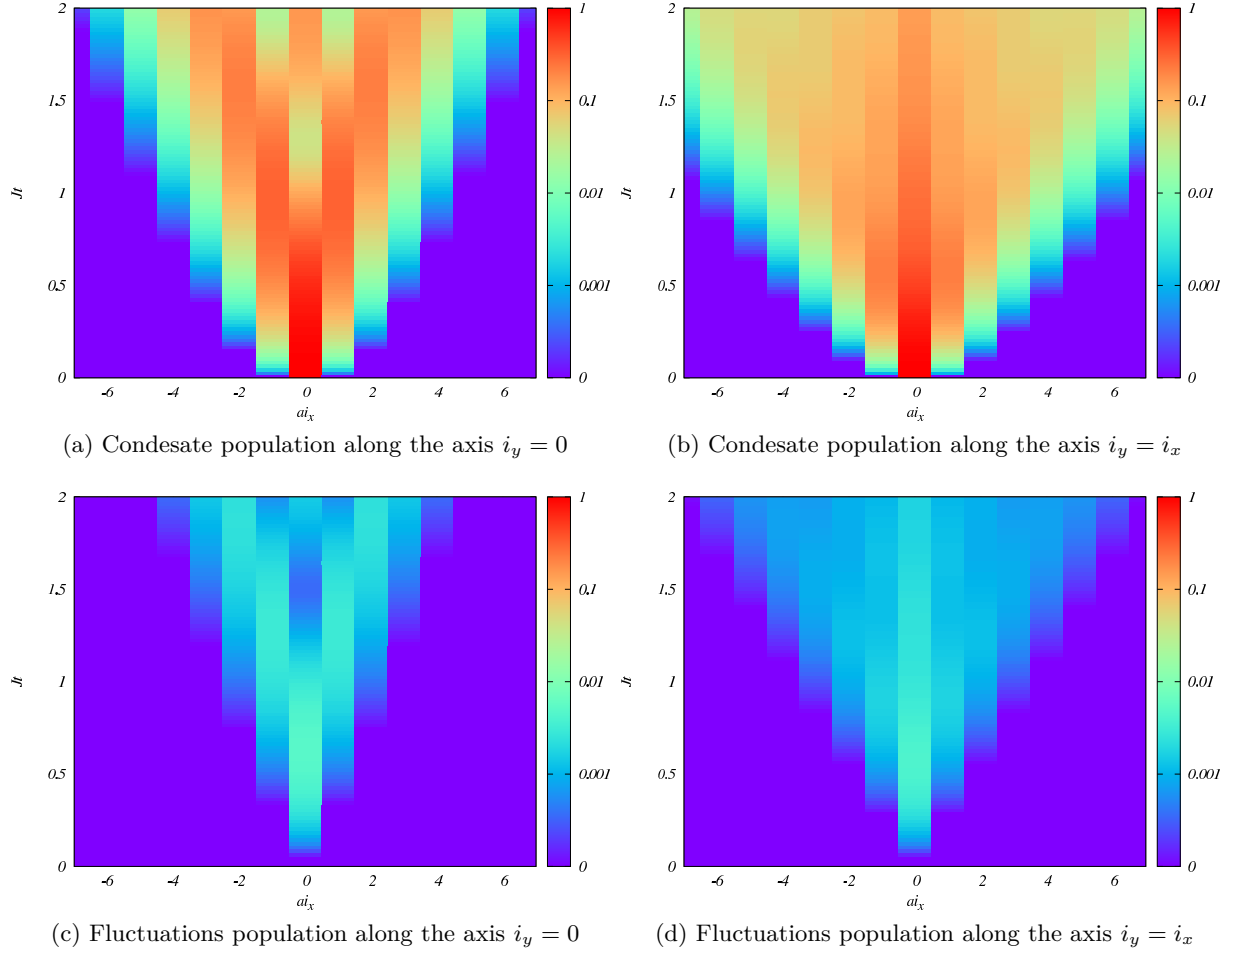 2
1.5
1
0.5
0
Jt
-6 -4 -2 0 2 4 6
ai_x
1
0.1
0.01
0.001
0
(a) Condesate population along the axis i_y = 0
2
1.5
1
0.5
0
Jt
-6 -4 -2 0 2 4 6
ai_x
1
0.1
0.01
0.001
0
(b) Condesate population along the axis i_y = i_x
2
1.5
1
0.5
0
Jt
-6 -4 -2 0 2 4 6
ai_x
1
0.1
0.01
0.001
0
(c) Fluctuations population along the axis i_y = 0
2
1.5
1
0.5
0
Jt
-6 -4 -2 0 2 4 6
ai_x
1
0.1
0.01
0.001
0
(d) Fluctuations population along the axis i_y = i_x